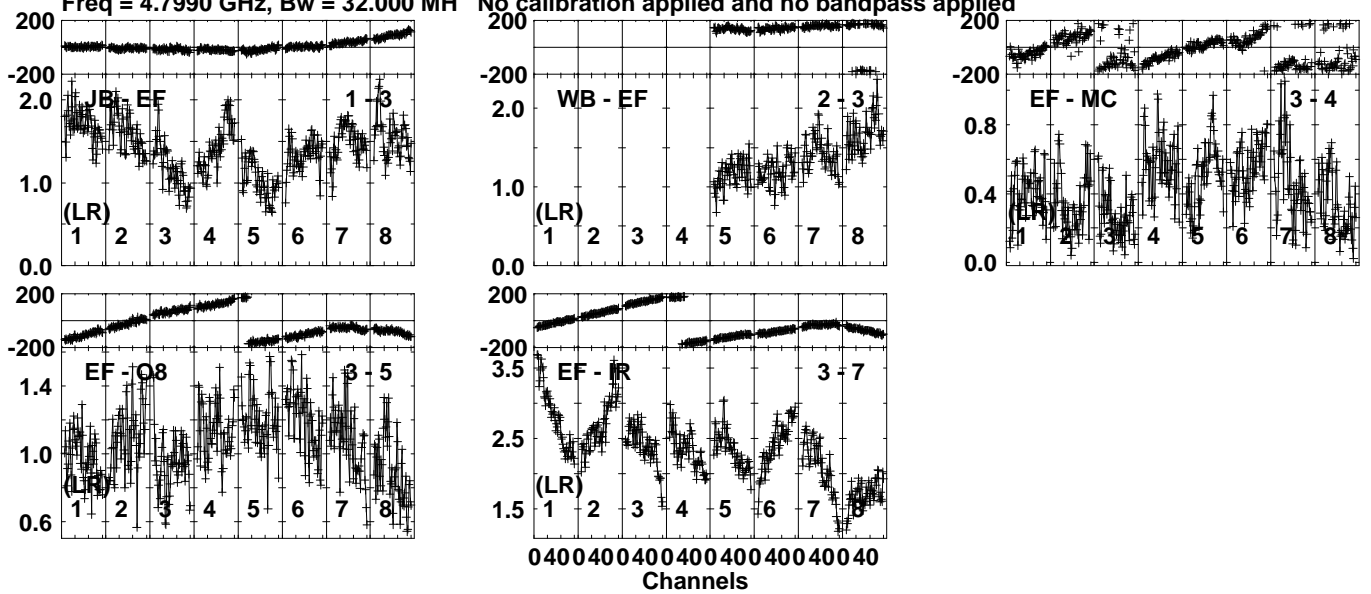 Freq = 4.7990 GHz, Bw = 32.000 MH No calibration applied and no bandpass applied
200
-200
JB - EF 1 - 3
2.0
1.0
0.0
(LR)
1 2 3 4 5 6 7 8
200
-200
WB - EF 2 - 3
2.0
1.0
0.0
(LR)
1 2 3 4 5 6 7 8
200
-200
EF - MC 3 - 4
0.8
0.4
0.0
(LR)
1 2 3 4 5 6 7 8
200
-200
EF - O8 3 - 5
1.4
1.0
0.6
(LR)
1 2 3 4 5 6 7 8
200
-200
EF - IR 3 - 7
3.5
2.5
1.5
(LR)
1 2 3 4 5 6 7 8
0 40 0 40 0 40 0 40 0 40 0 40 0 40 0 40
Channels